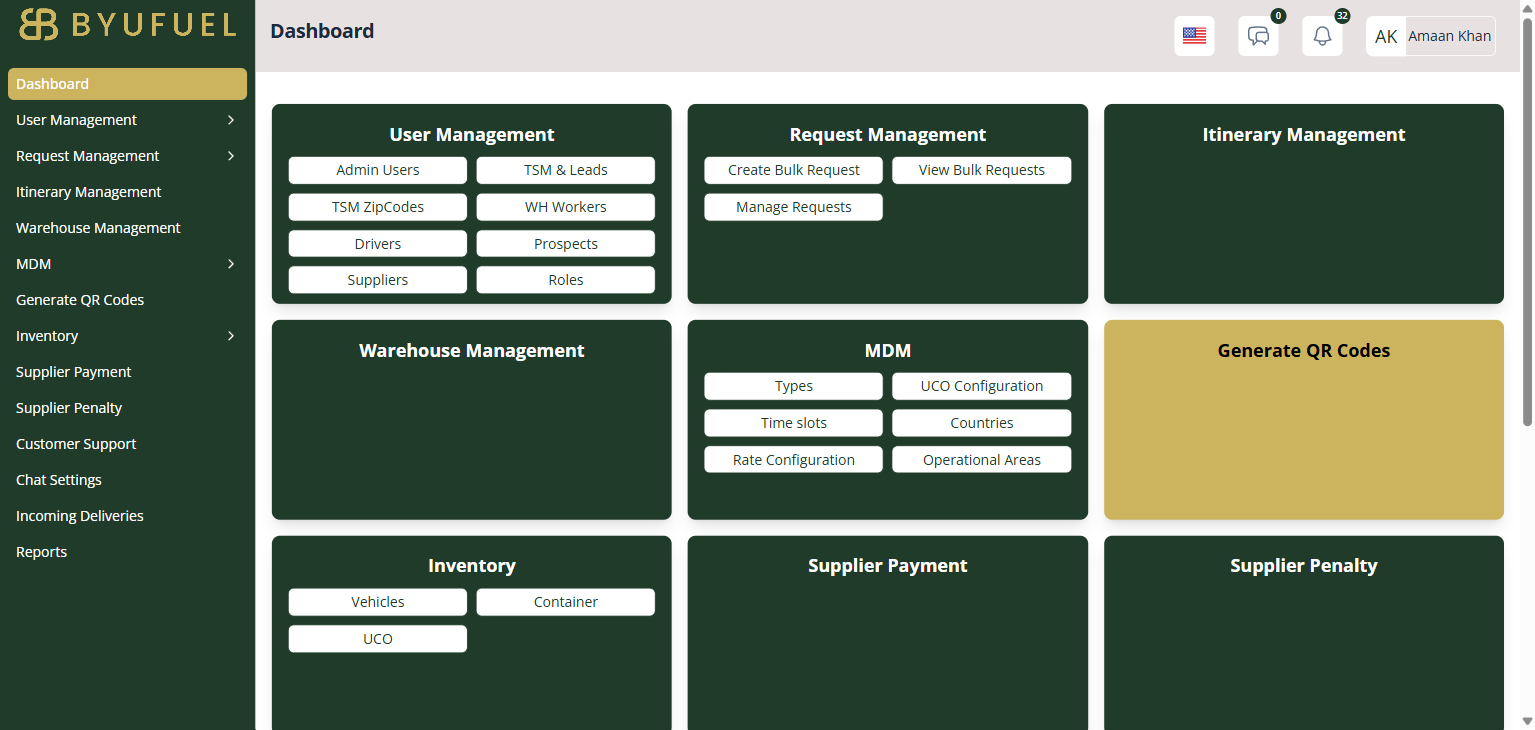 BYUFUEL
Dashboard
User Management
Request Management
Itinerary Management
Warehouse Management
MDM
Generate QR Codes
Inventory
Supplier Payment
Supplier Penalty
Customer Support
Chat Settings
Incoming Deliveries
Reports
Dashboard
0
32
AK
Amaan Khan
User Management
Admin Users
TSM & Leads
TSM ZipCodes
WH Workers
Drivers
Prospects
Suppliers
Roles
Request Management
Create Bulk Request
View Bulk Requests
Manage Requests
Itinerary Management
Warehouse Management
MDM
Types
UCO Configuration
Time slots
Countries
Rate Configuration
Operational Areas
Generate QR Codes
Inventory
Vehicles
Container
UCO
Supplier Payment
Supplier Penalty